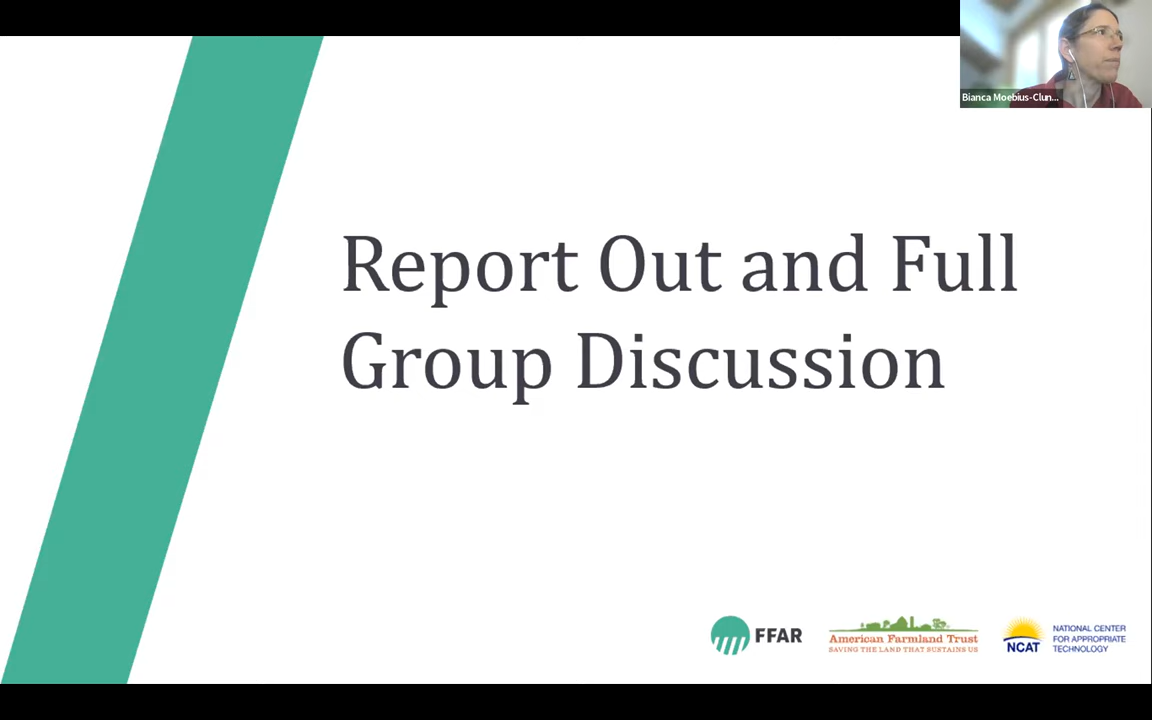 Bianca Moebius-Clun...
Report Out and Full
Group Discussion
FFAR
American Farmland Trust
SAVING THE LAND THAT SUSTAINS US
NCAT
NATIONAL CENTER
FOR APPROPRIATE
TECHNOLOGY